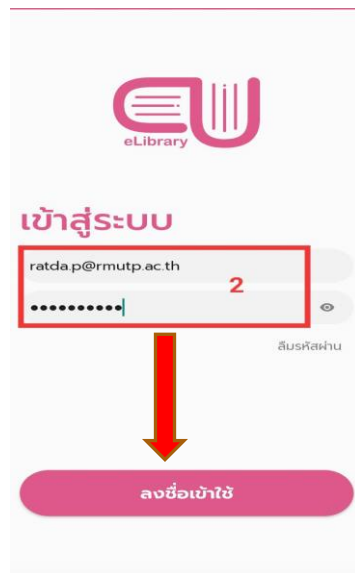 eLibrary
เข้าสู่ระบบ
ratda.p@rmutp.ac.th
2
••••••••••
ลืมรหัสผ่าน
ลงชื่อเข้าใช้